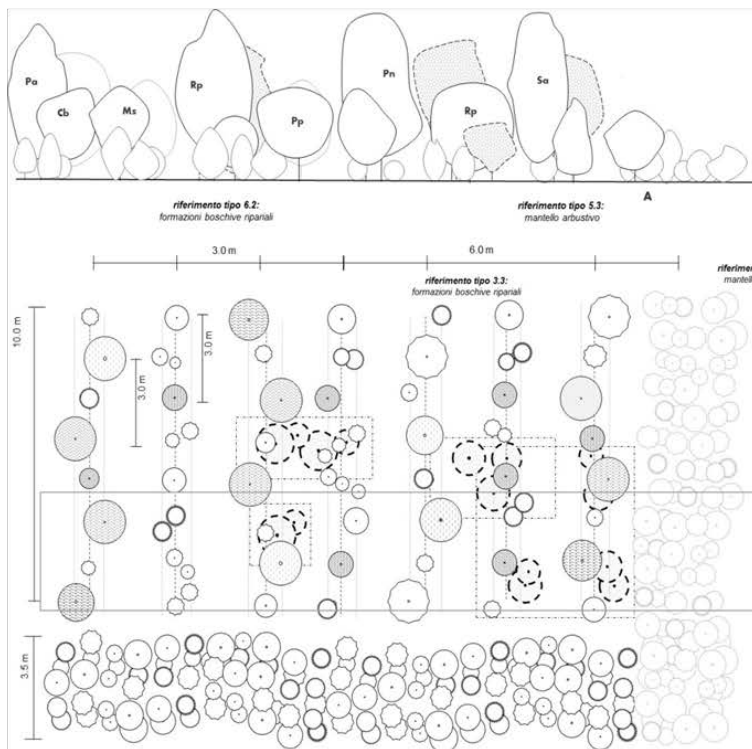 Pa
Cb
Ms
Rp
Pp
Pn
Rp
Sa
A
riferimento tipo 6.2:
formazioni boschive ripariali
riferimento tipo 5.3:
mantello arbustivo
3.0 m
6.0 m
riferimento tipo 3.3:
formazioni boschive ripariali
riferime
mantello
10.0 m
3.0 m
3.0 m
3.5 m